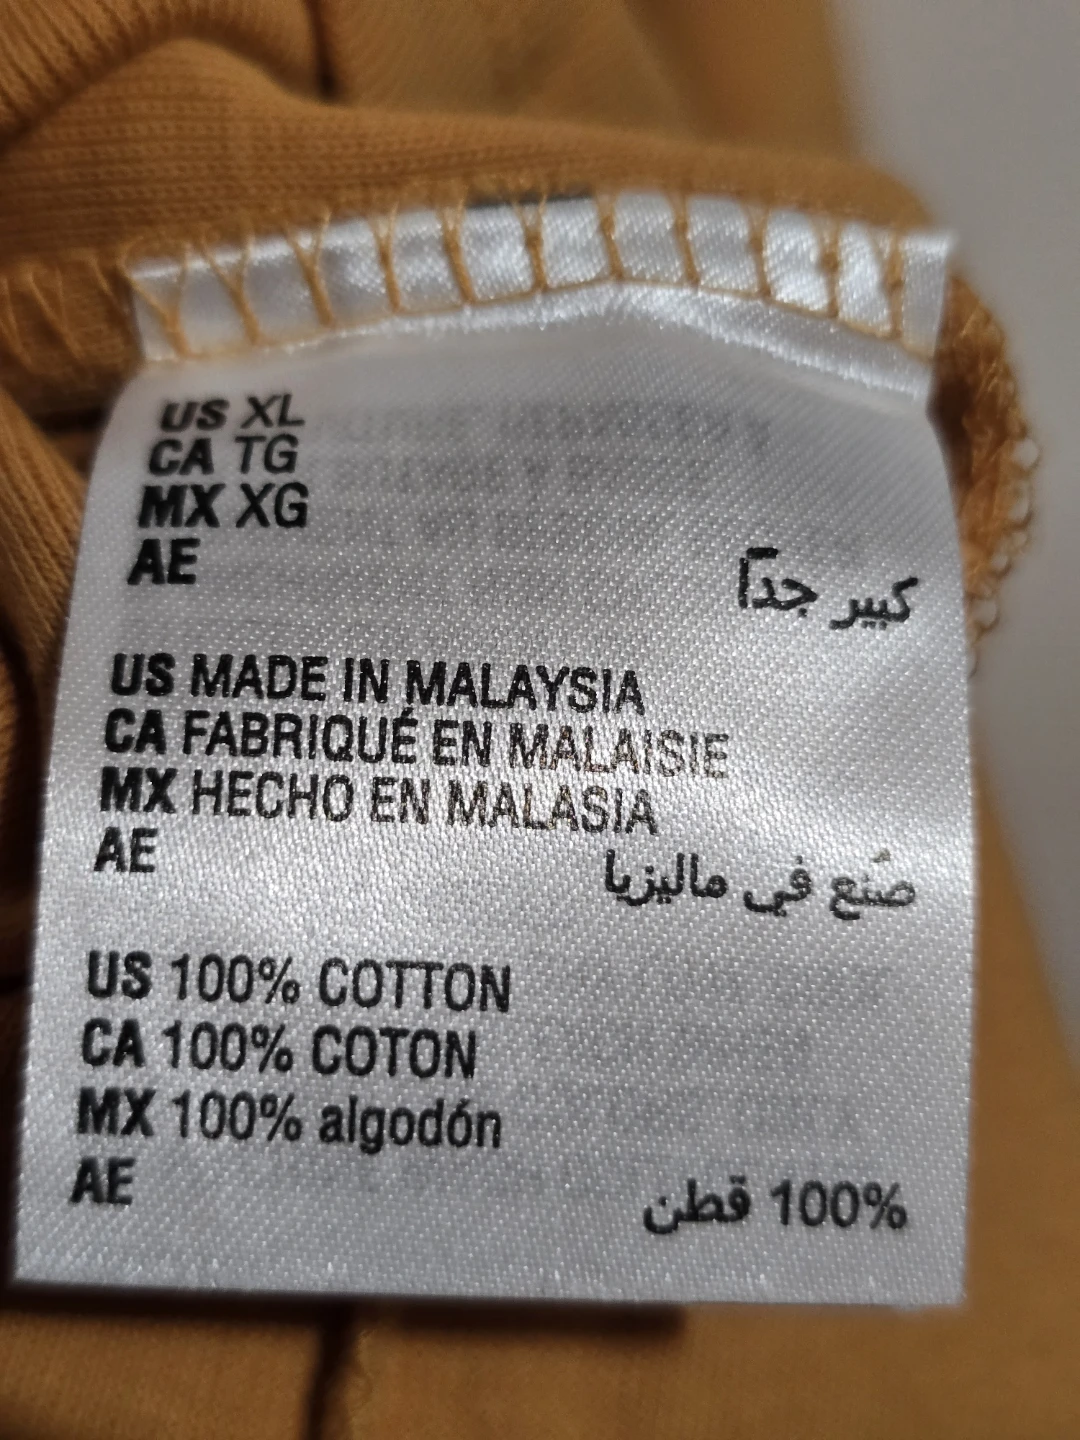 US XL
CA TG
MX XG
AE
كبير جداً
US MADE IN MALAYSIA
CA FABRIQUÉ EN MALAISIE
MX HECHO EN MALASIA
AE
صُنع في ماليزيا
US 100% COTTON
CA 100% COTON
MX 100% algodón
AE
100% قطن